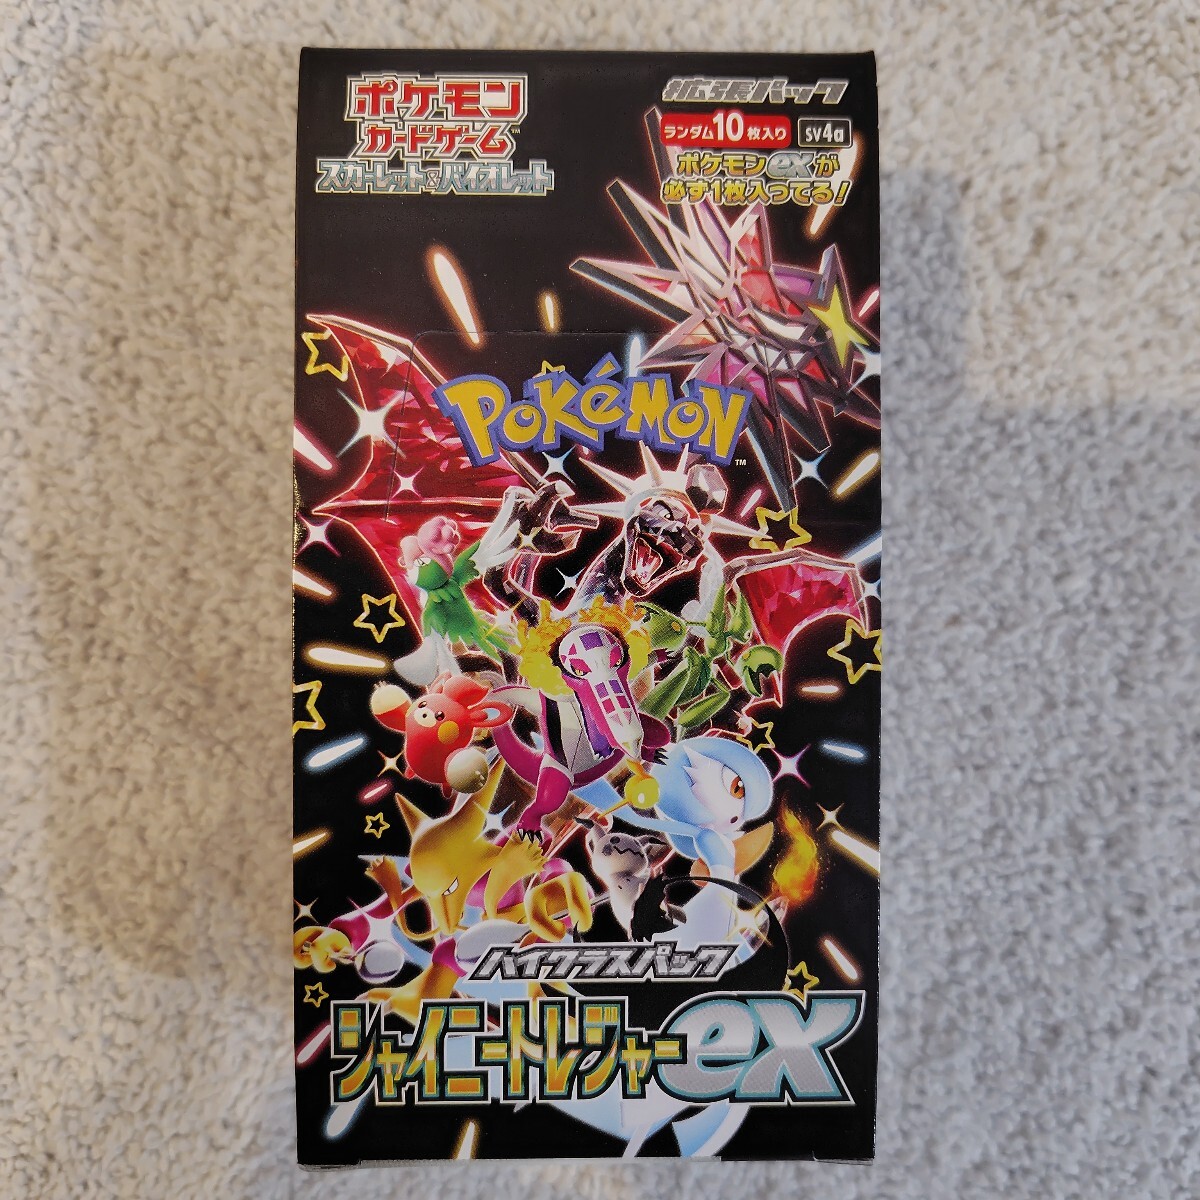 ポケモン
カードゲーム™
スカーレット&バイオレット
拡張パック
ランダム10枚入り
sv4a
ポケモンexが
必ず1枚入ってる!
POKÉMON™
ハイクラスパック
シャイニートレジャーex